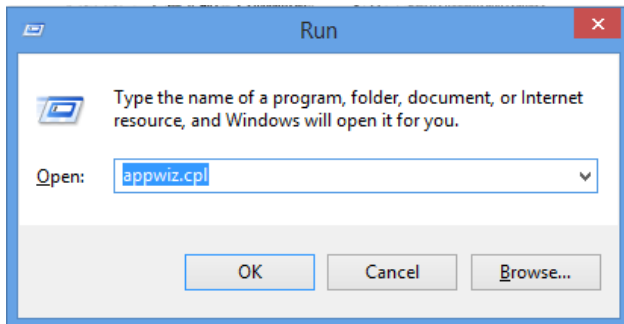 Run
Type the name of a program, folder, document, or Internet
resource, and Windows will open it for you.
Open: appwiz.cpl
OK Cancel Browse...